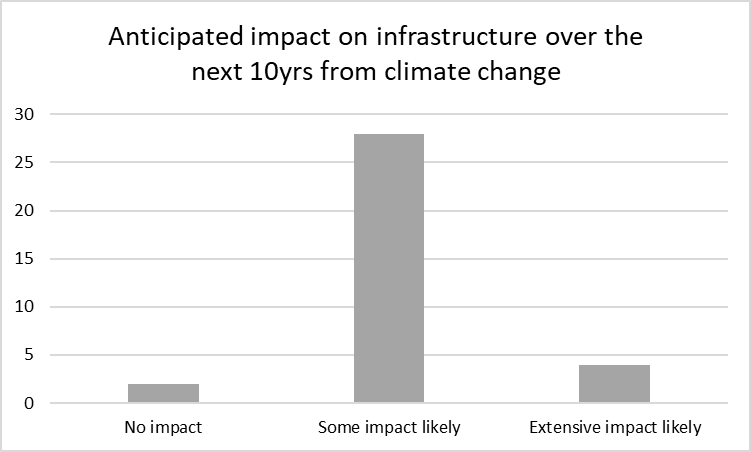 Anticipated impact on infrastructure over the
next 10yrs from climate change
30
25
20
15
10
5
0
No impact
Some impact likely
Extensive impact likely